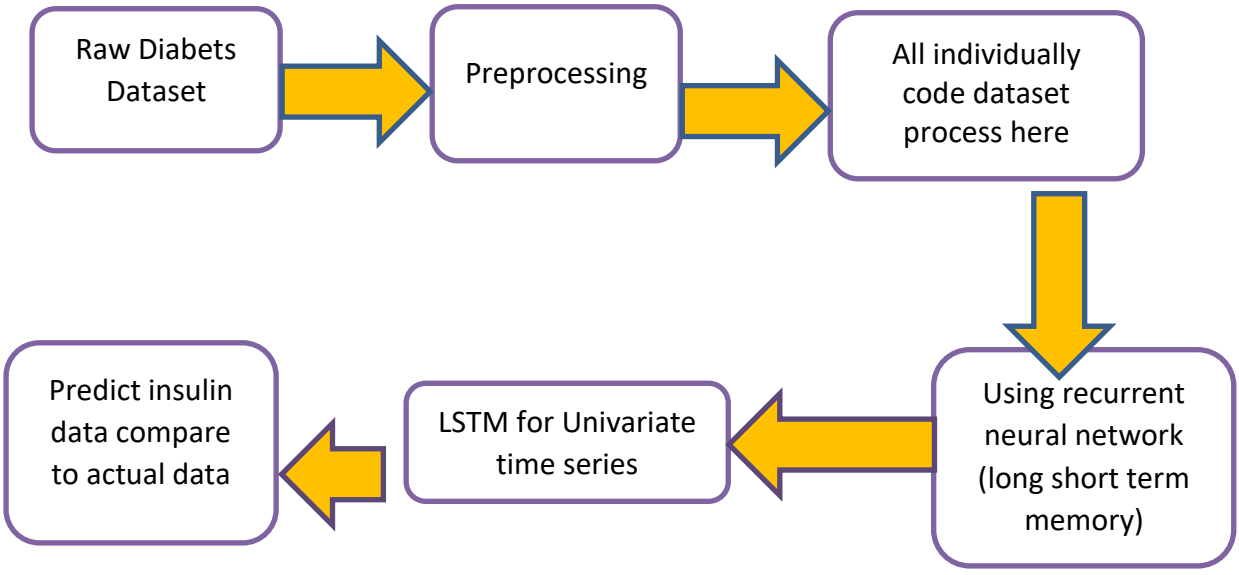 Raw Diabets
Dataset
Preprocessing
All individually
code dataset
process here
Using recurrent
neural network
(long short term
memory)
LSTM for Univariate
time series
Predict insulin
data compare
to actual data